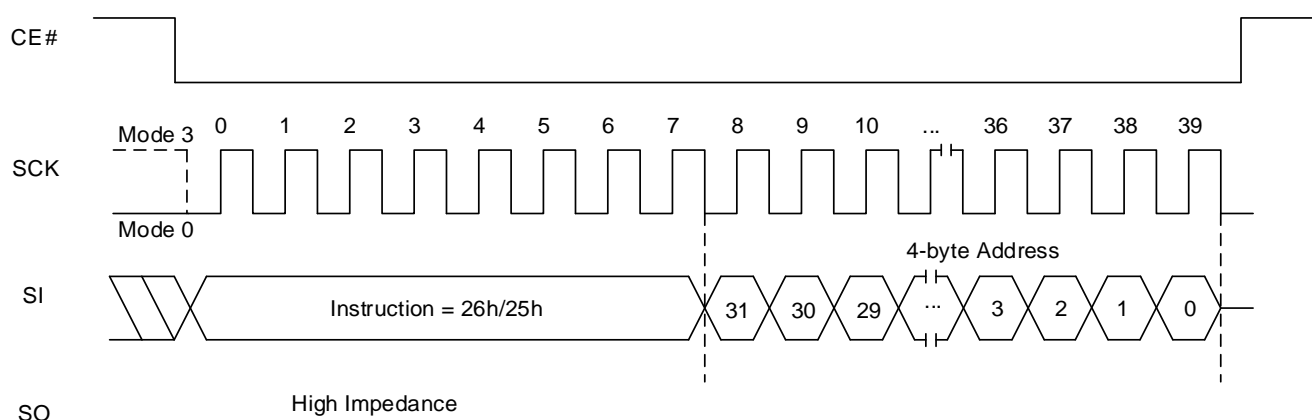 CE#
Mode 3 0 1 2 3 4 5 6 7 8 9 10 ... 36 37 38 39
SCK
Mode 0
4-byte Address
SI Instruction = 26h/25h 31 30 29 ... 3 2 1 0
High Impedance
SO